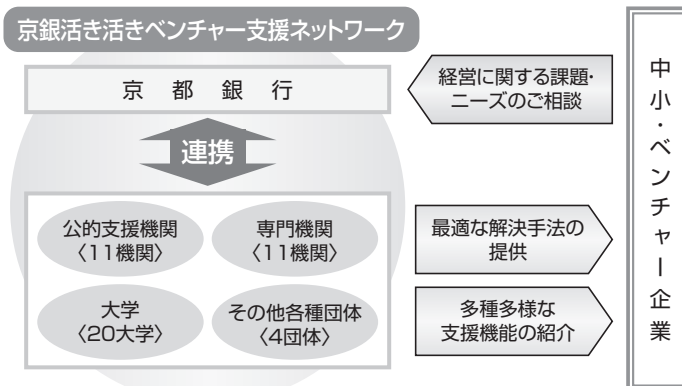 京銀活き活きベンチャー支援ネットワーク
京都銀行
経営に関する課題・
ニーズのご相談
連携
公的支援機関
〈11機関〉
専門機関
〈11機関〉
大学
〈20大学〉
その他各種団体
〈4団体〉
最適な解決手法の
提供
多種多様な
支援機能の紹介
中小・ベンチャー企業